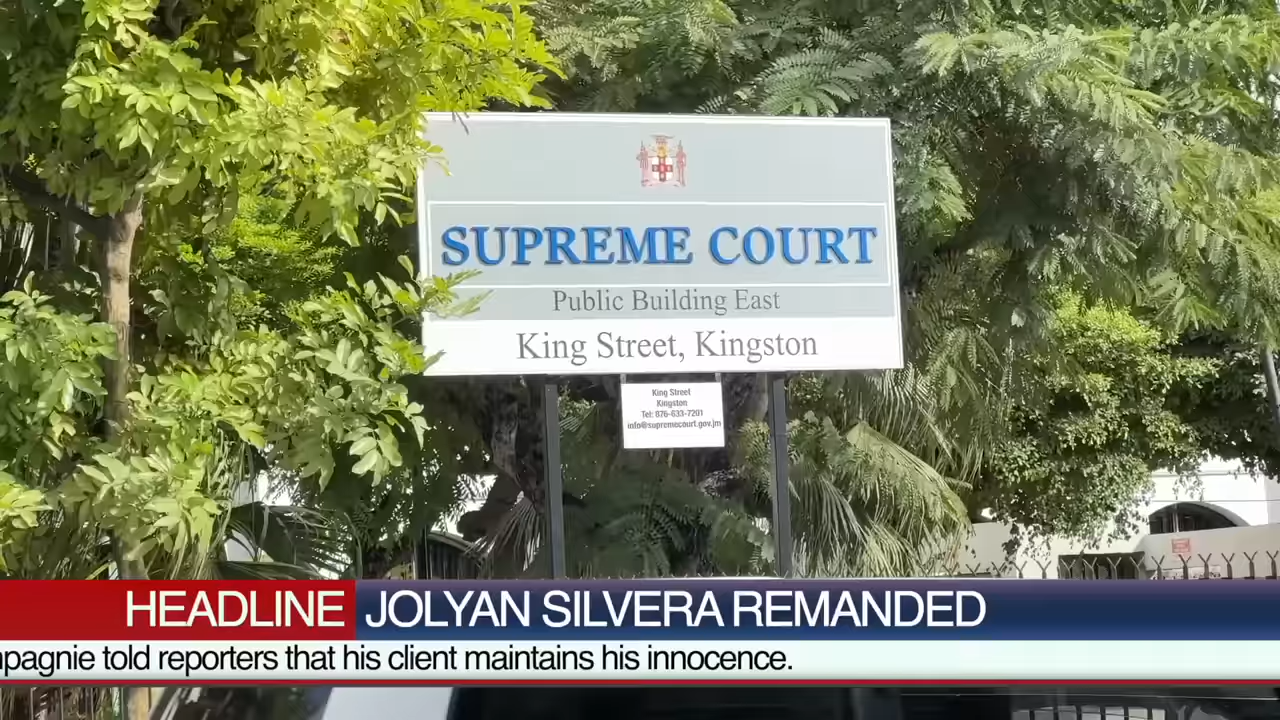 SUPREME COURT
Public Building East
King Street, Kingston
King Street
Kingston
Tel: 876-633-7201
info@supremecourt.gov.jm
HEADLINE JOLYAN SILVERA REMANDED
told reporters that his client maintains his innocence.